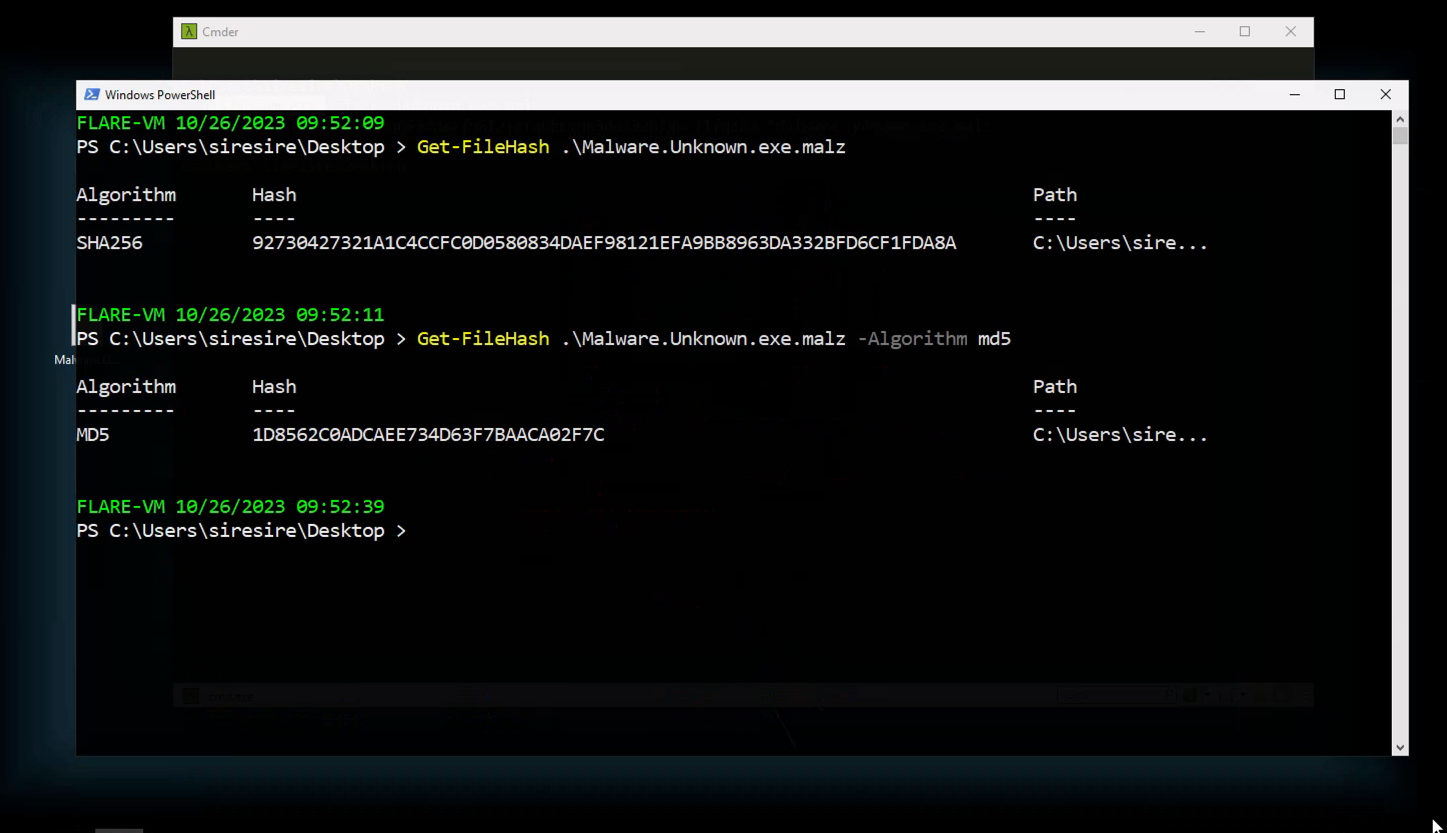 Cmder
Windows PowerShell
FLARE-VM 10/26/2023 09:52:09
PS C:\Users\siresire\Desktop > Get-FileHash .\Malware.Unknown.exe.malz
Algorithm Hash Path
--------- ---- ----
SHA256 92730427321A1C4CCFC0D0580834DAEF98121EFA9BB8963DA332BFD6CF1FDA8A C:\Users\sire...
FLARE-VM 10/26/2023 09:52:11
PS C:\Users\siresire\Desktop > Get-FileHash .\Malware.Unknown.exe.malz -Algorithm md5
Mal
Algorithm Hash Path
--------- ---- ----
MD5 1D8562C0ADCAEE734D63F7BAACA02F7C C:\Users\sire...
FLARE-VM 10/26/2023 09:52:39
PS C:\Users\siresire\Desktop >